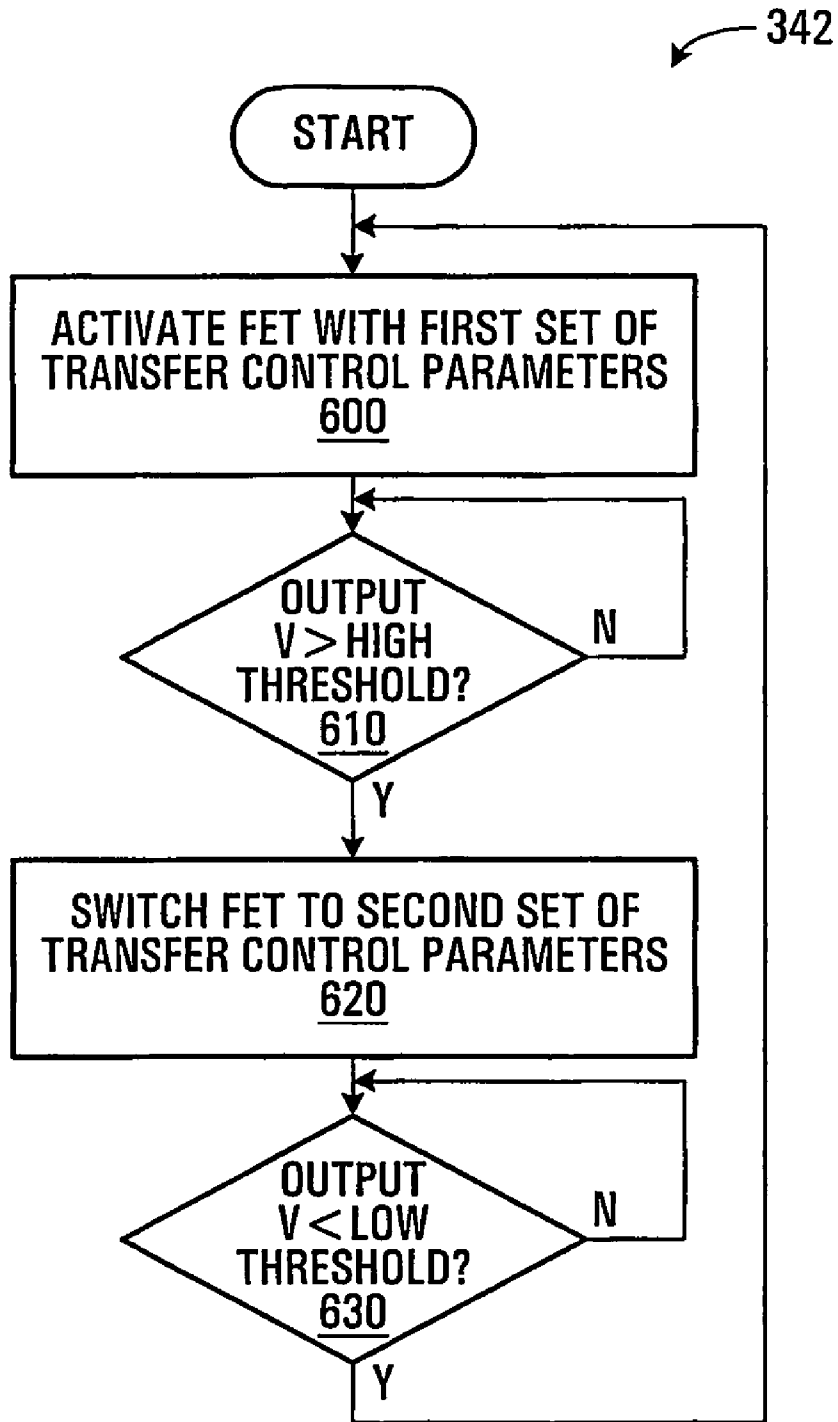 342
START
ACTIVATE FET WITH FIRST SET OF
TRANSFER CONTROL PARAMETERS
600
OUTPUT
V > HIGH
THRESHOLD?
610
N
Y
SWITCH FET TO SECOND SET OF
TRANSFER CONTROL PARAMETERS
620
OUTPUT
V < LOW
THRESHOLD?
630
N
Y